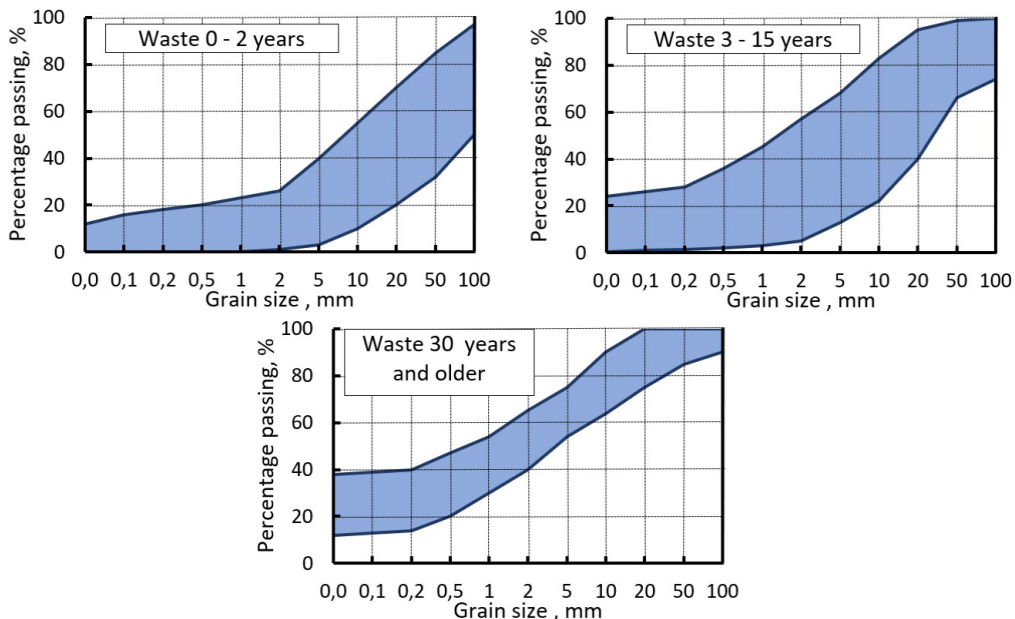 Waste 0 - 2 years
Percentage passing, %
100
80
60
40
20
0
0,0 0,1 0,2 0,5 1 2 5 10 20 50 100
Grain size , mm
Waste 3 - 15 years
Percentage passing, %
100
80
60
40
20
0
0,0 0,1 0,2 0,5 1 2 5 10 20 50 100
Grain size , mm
Waste 30 years
and older
Percentage passing, %
100
80
60
40
20
0
0,0 0,1 0,2 0,5 1 2 5 10 20 50 100
Grain size , mm